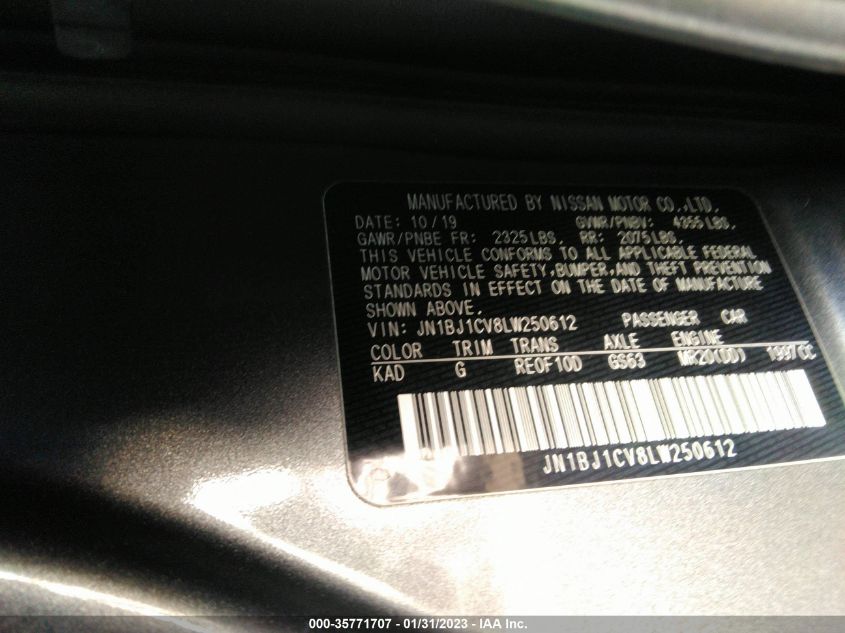 MANUFACTURED BY NISSAN MOTOR CO.,LTD.
DATE: 10/19 GVWR/PNBV: 4355 LBS.
GAWR/PNBE FR: 2325 LBS. RR: 2075 LBS.
THIS VEHICLE CONFORMS TO ALL APPLICABLE FEDERAL
MOTOR VEHICLE SAFETY,BUMPER,AND THEFT PREVENTION
STANDARDS IN EFFECT ON THE DATE OF MANUFACTURE
SHOWN ABOVE.
VIN: JN1BJ1CV8LW250612 PASSENGER CAR
COLOR TRIM TRANS AXLE ENGINE
KAD G RE0F10D GS63 MR20(DD) 1997 CC
JN1BJ1CV8LW250612
000-35771707 - 01/31/2023 - IAA Inc.